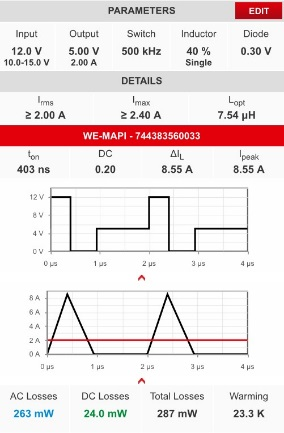 PARAMETERS EDIT
Input Output Switch Inductor Diode
12.0 V 5.00 V 500 kHz 40 % 0.30 V
10.0-15.0 V 2.00 A Single
DETAILS
Irms Imax Lopt
≥ 2.00 A ≥ 2.40 A 7.54 µH
WE-MAPI - 744383560033
ton DC ΔIL Ipeak
403 ns 0.20 8.55 A 8.55 A
12 V
8 V
4 V
0 V
0 µs 1 µs 2 µs 3 µs 4 µs
8 A
6 A
4 A
2 A
0 A
0 µs 1 µs 2 µs 3 µs 4 µs
AC Losses DC Losses Total Losses Warming
263 mW 24.0 mW 287 mW 23.3 K